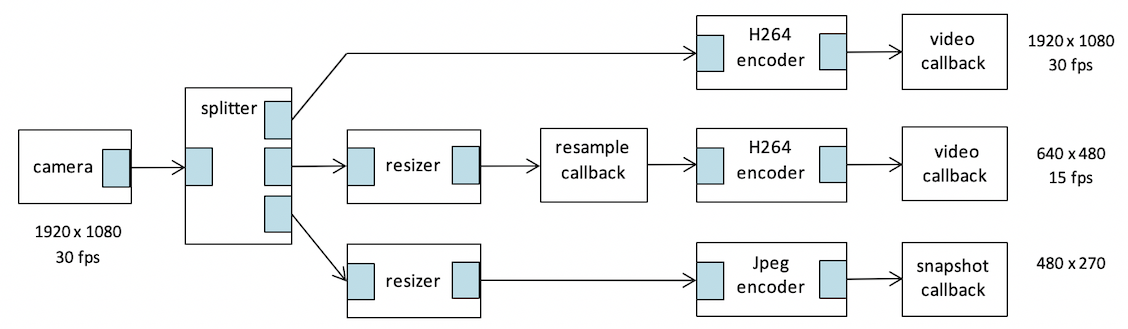 camera
1920 x 1080
30 fps
splitter
H264
encoder
video
callback
1920 x 1080
30 fps
resizer
resample
callback
H264
encoder
video
callback
640 x 480
15 fps
resizer
Jpeg
encoder
snapshot
callback
480 x 270